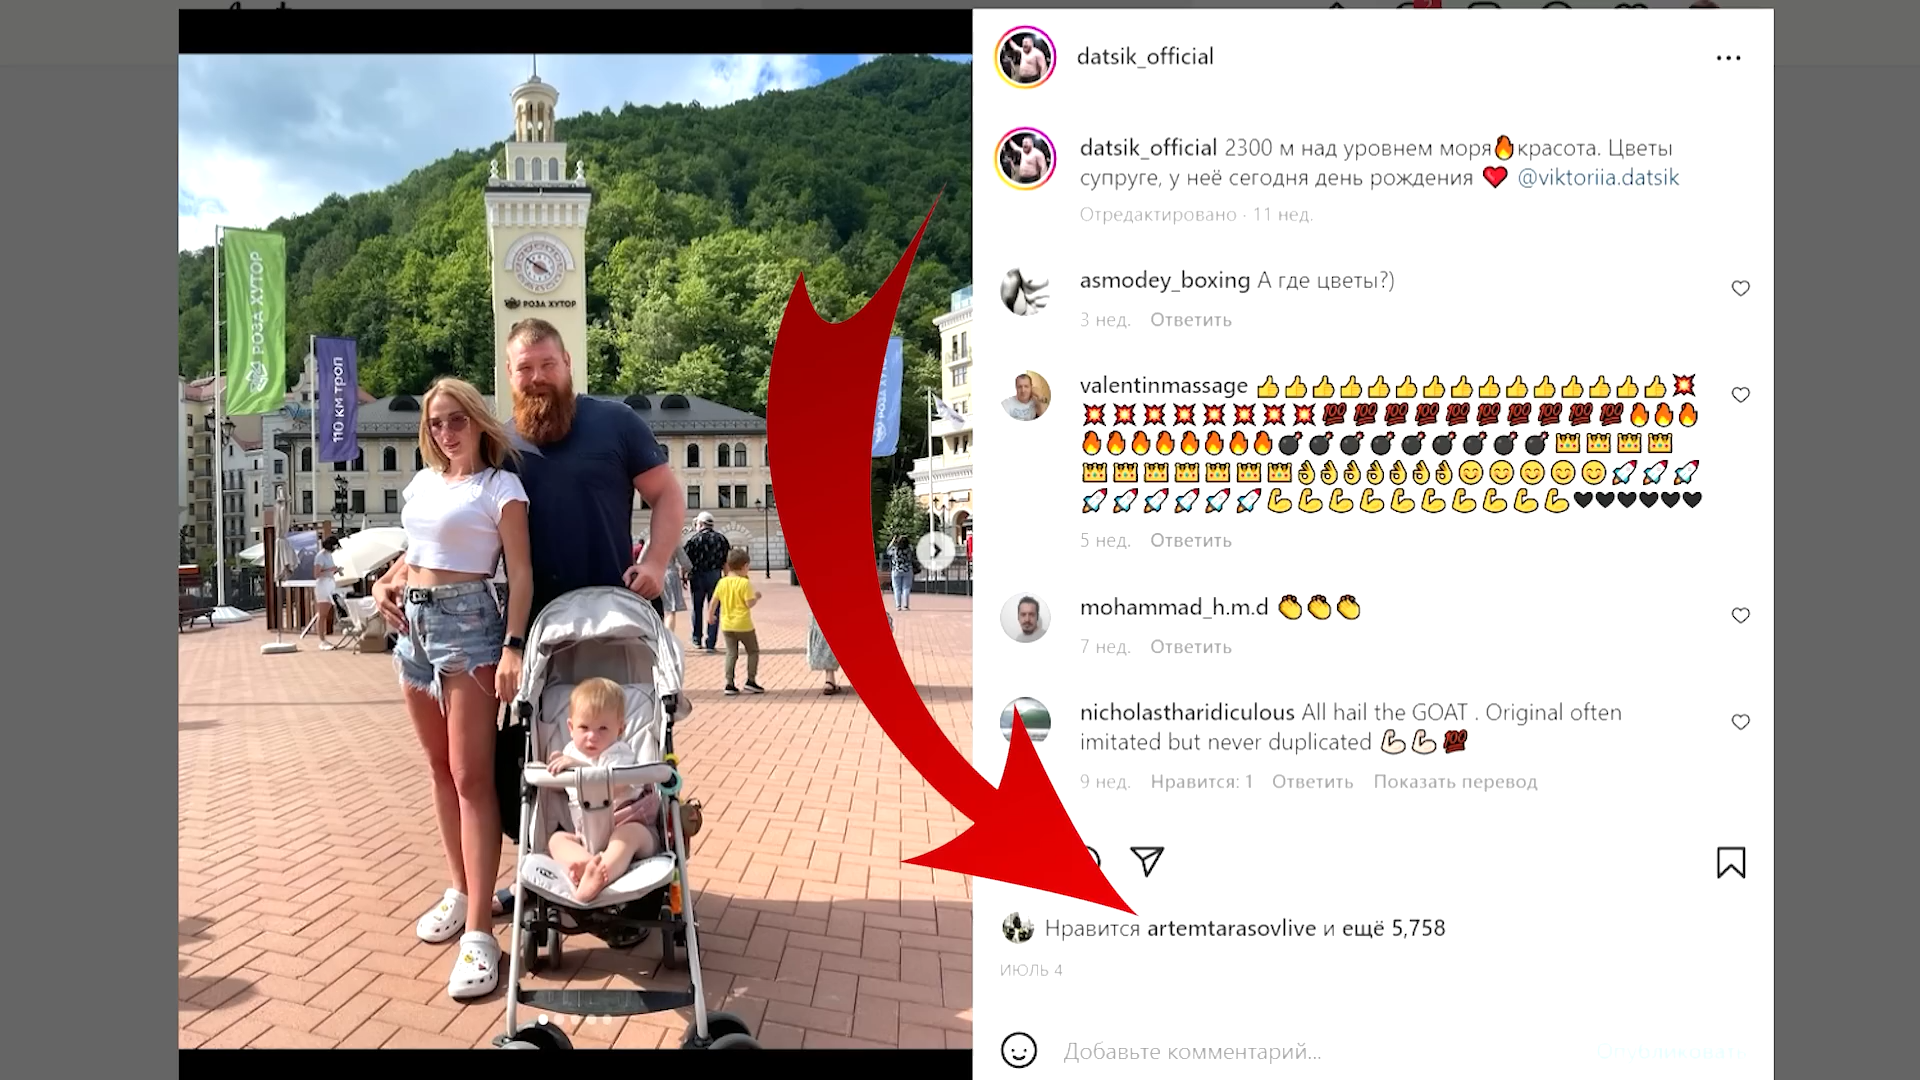 datsik_official
datsik_official 2300 м над уровнем моря🔥красота. Цветы
супруге, у неё сегодня день рождения ❤️ @viktoriia.datsik
Отредактировано · 11 нед.
asmodey_boxing А где цветы?)
3 нед. Ответить
valentinmassage 👍👍👍👍👍👍👍👍👍👍👍👍👍👍👍💥
💥💥💥💥💥💥💥💥💯💯💯💯💯💯💯💯💯💯🔥🔥🔥
🔥🔥🔥🔥🔥🔥🔥🔥💣💣💣💣💣💣💣💣💣👑👑👑👑
👑👑👑👑👑👑👑👌👌👌👌👌👌👌😊😊😊😊😊🚀🚀🚀
🚀🚀🚀🚀🚀🚀💪💪💪💪💪💪💪💪💪💪🖤🖤🖤🖤🖤🖤
5 нед. Ответить
mohammad_h.m.d 👏👏👏
7 нед. Ответить
nicholastharidiculous All hail the GOAT . Original often
imitated but never duplicated 💪🏻💪🏻💯
9 нед. Нравится: 1 Ответить Показать перевод
Нравится artemtarasovlive и ещё 5,758
ИЮЛЬ 4
Добавьте комментарий...
Опубликовать
РОЗА ХУТОР
РОЗА ХУТОР
110 КМ ТРОП
РОЗА ХУТОР